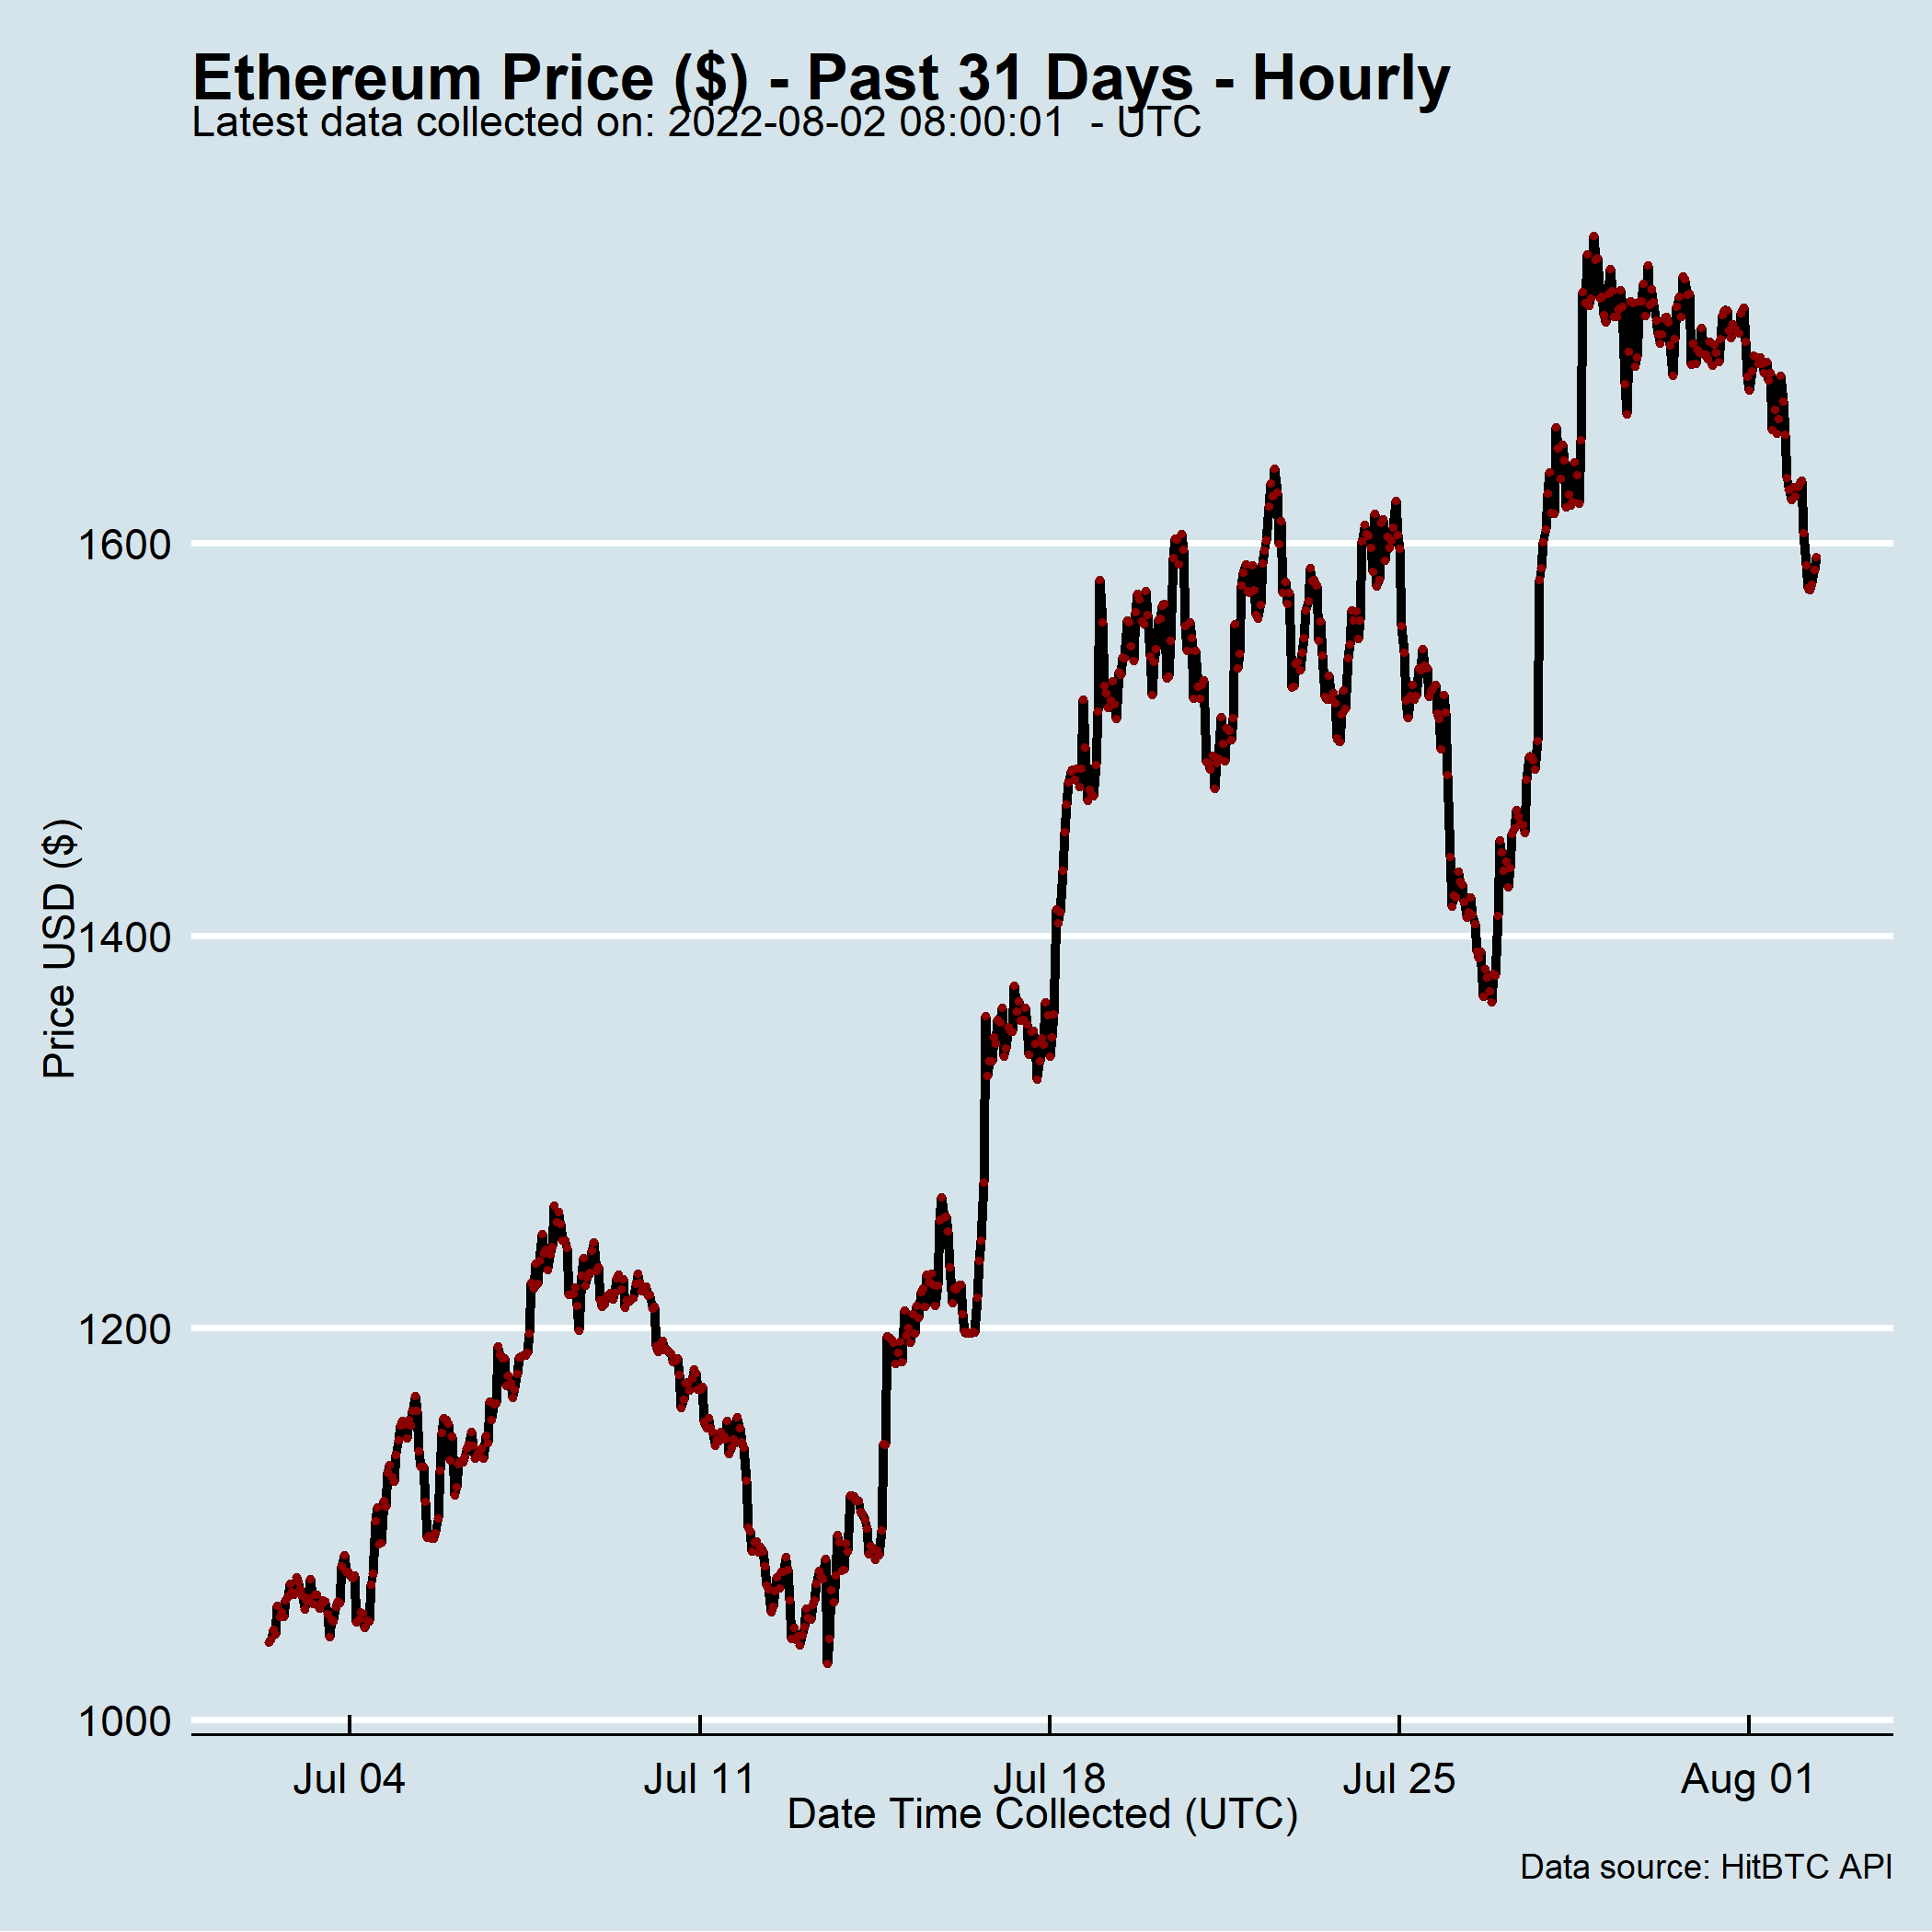 Ethereum Price ($) - Past 31 Days - Hourly
Latest data collected on: 2022-08-02 08:00:01  - UTC
Price USD ($)
1600
1400
1200
1000
Jul 04
Jul 11
Jul 18
Jul 25
Aug 01
Date Time Collected (UTC)
Data source: HitBTC API